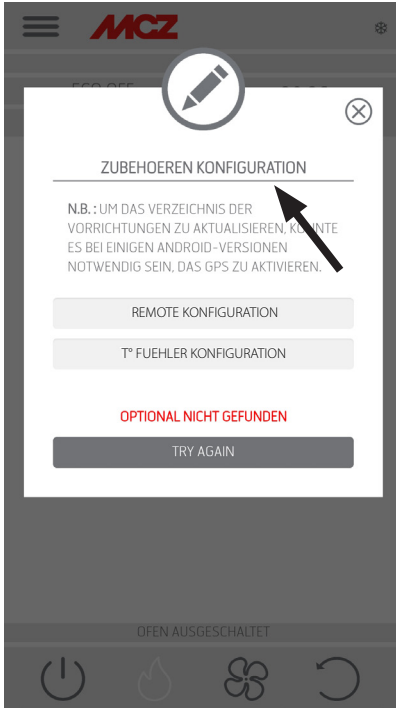 MCZ
ZUBEHOEREN KONFIGURATION
N.B. : UM DAS VERZEICHNIS DER
VORRICHTUNGEN ZU AKTUALISIEREN, KÖNNTE
ES BEI EINIGEN ANDROID-VERSIONEN
NOTWENDIG SEIN, DAS GPS ZU AKTIVIEREN.
REMOTE KONFIGURATION
T° FUEHLER KONFIGURATION
OPTIONAL NICHT GEFUNDEN
TRY AGAIN
OFEN AUSGESCHALTET